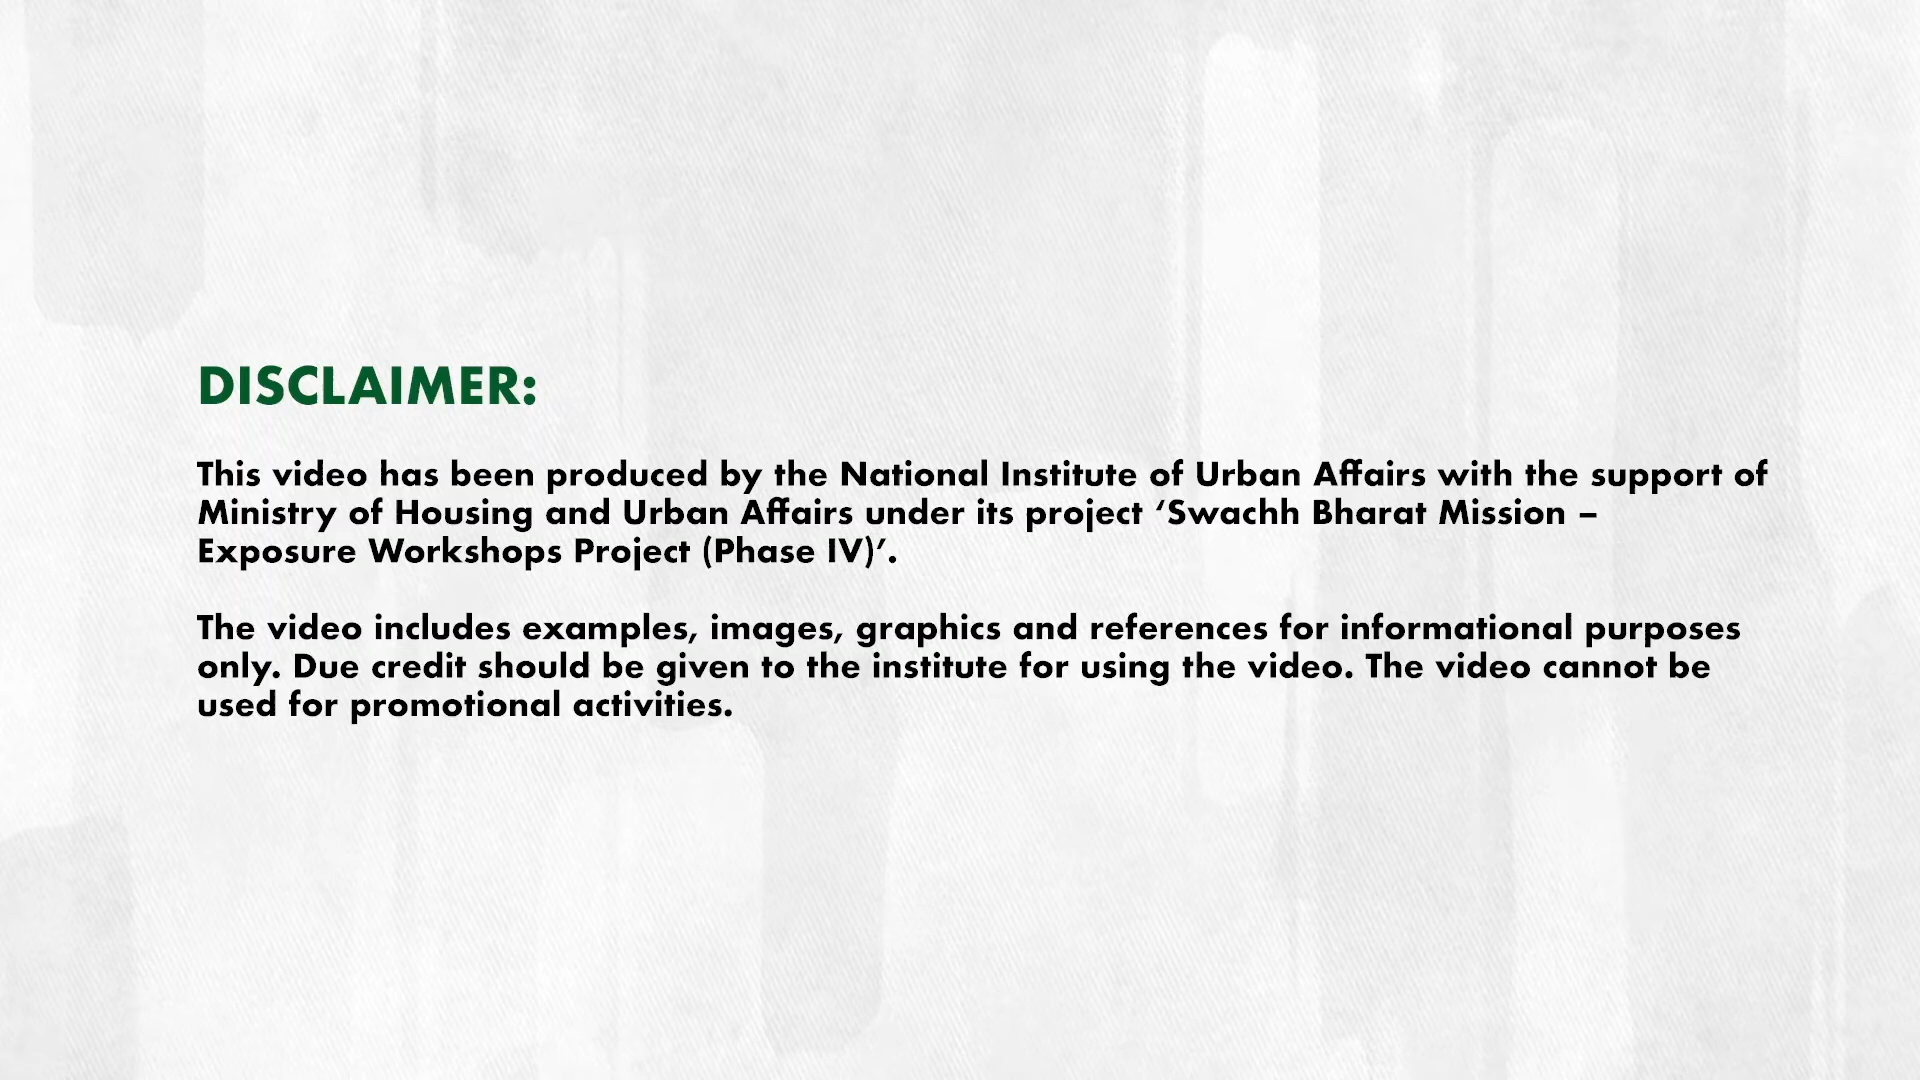 DISCLAIMER:
This video has been produced by the National Institute of Urban Affairs with the support of
Ministry of Housing and Urban Affairs under its project ‘Swachh Bharat Mission –
Exposure Workshops Project (Phase IV)’.
The video includes examples, images, graphics and references for informational purposes
only. Due credit should be given to the institute for using the video. The video cannot be
used for promotional activities.